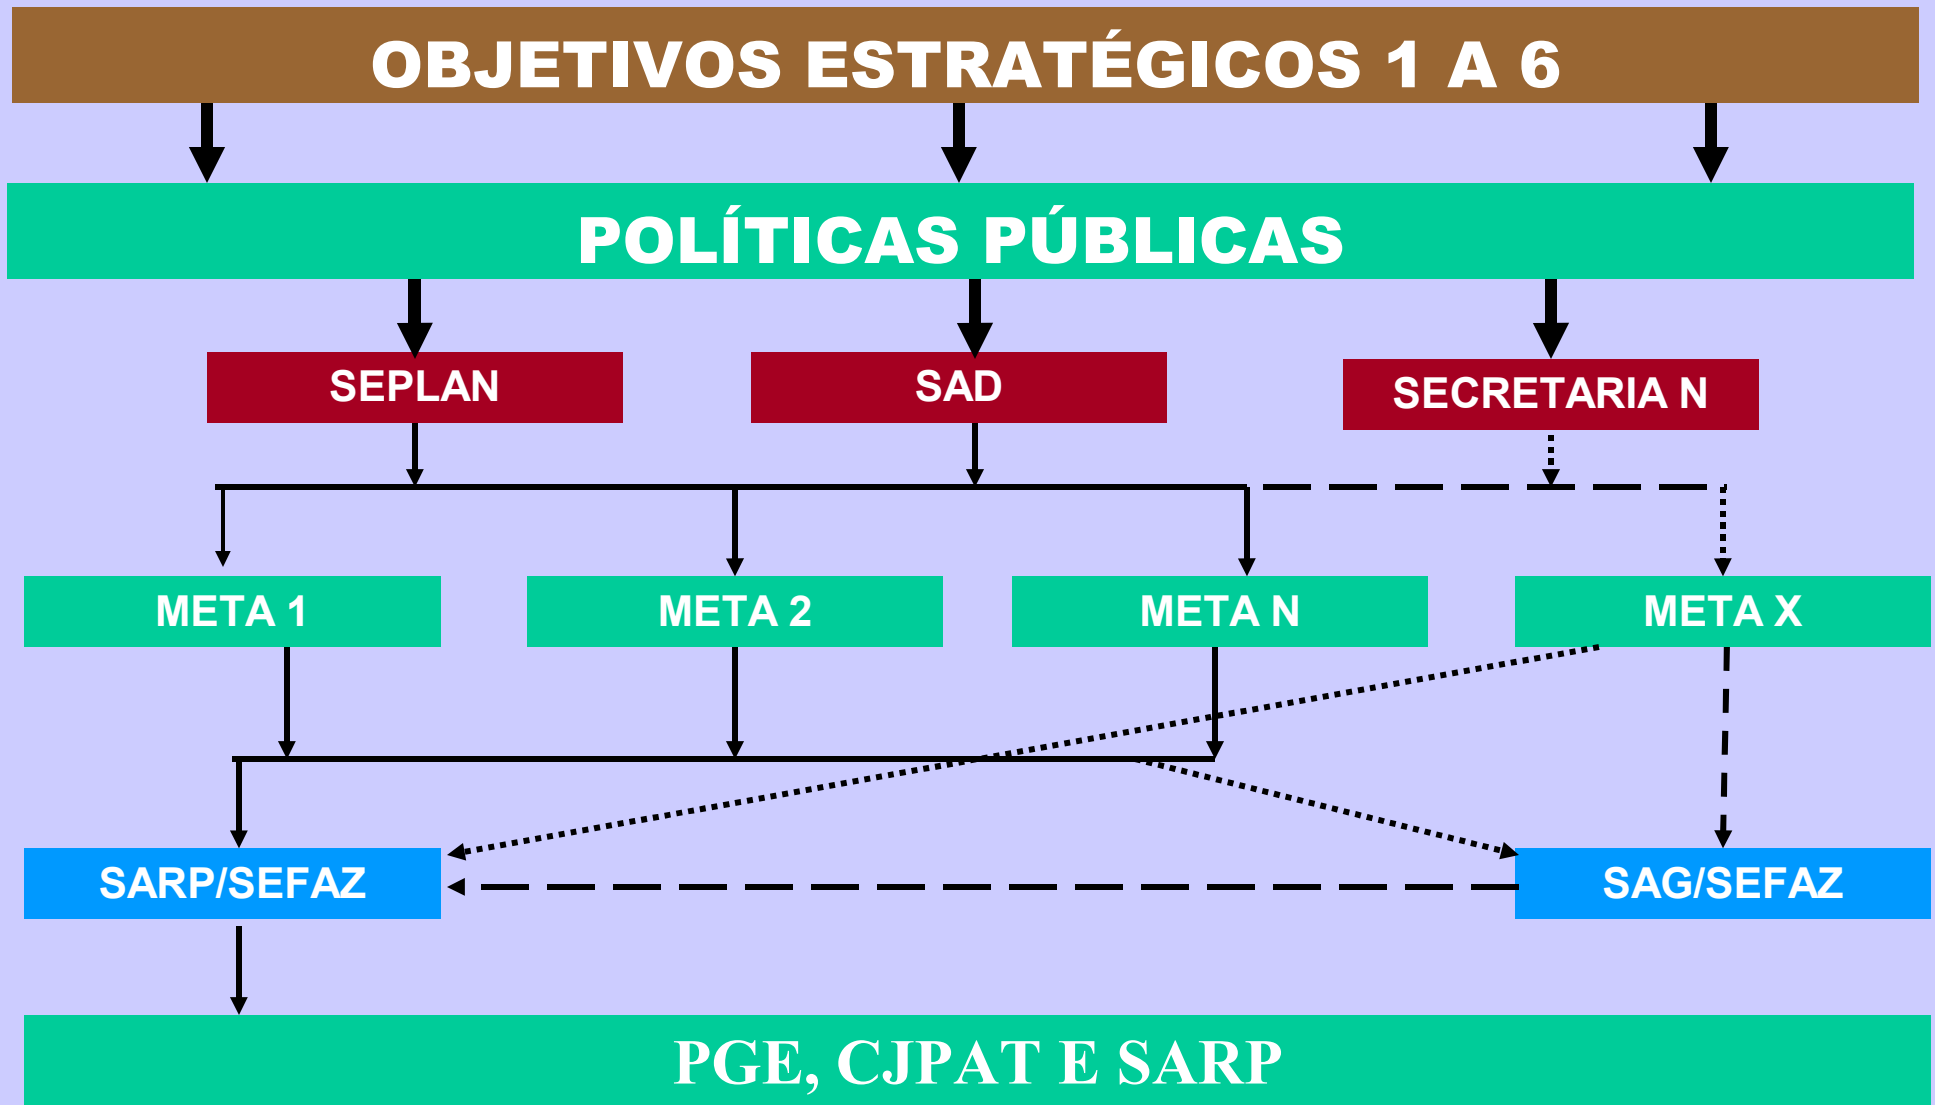 OBJETIVOS ESTRATÉGICOS 1 A 6
POLÍTICAS PÚBLICAS
SEPLAN
SAD
SECRETARIA N
META 1
META 2
META N
META X
SARP/SEFAZ
SAG/SEFAZ
PGE, CJPAT E SARP